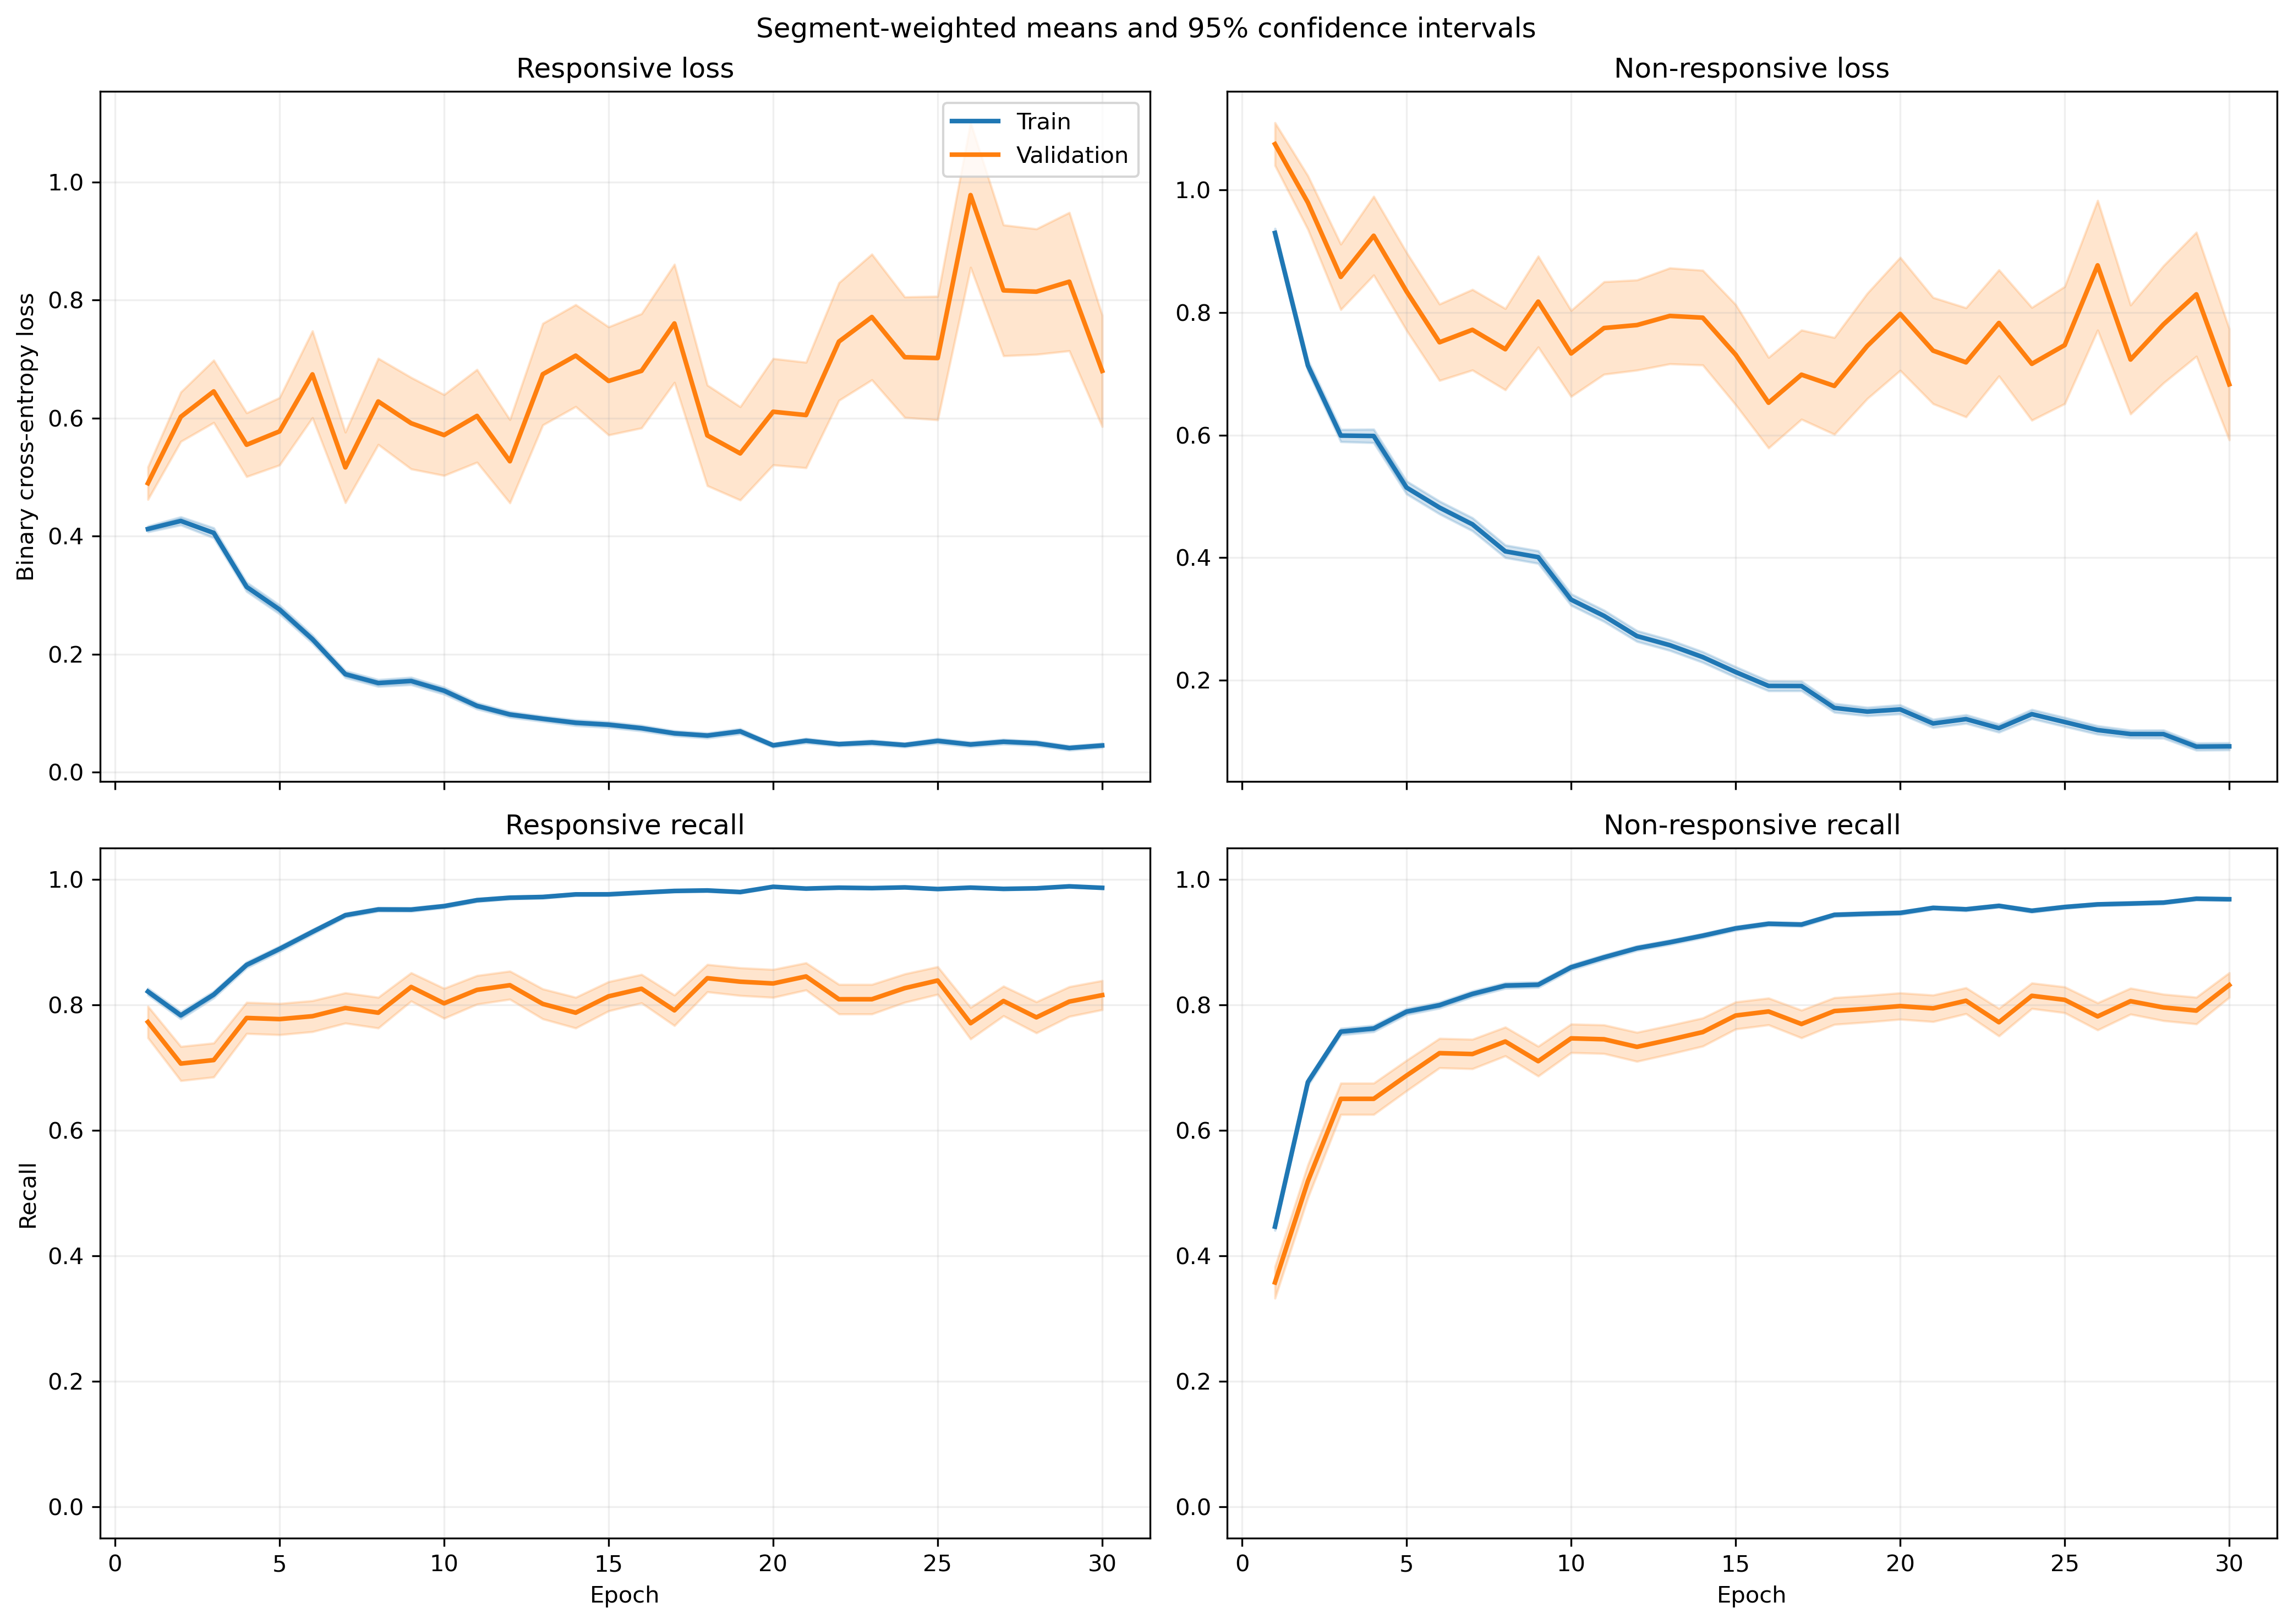 Segment-weighted means and 95% confidence intervals
Responsive loss
Non-responsive loss
Train
Validation
Binary cross-entropy loss
1.0
0.8
0.6
0.4
0.2
0.0
1.0
0.8
0.6
0.4
0.2
Responsive recall
Non-responsive recall
Recall
1.0
0.8
0.6
0.4
0.2
0.0
0 5 10 15 20 25 30
Epoch
1.0
0.8
0.6
0.4
0.2
0.0
0 5 10 15 20 25 30
Epoch